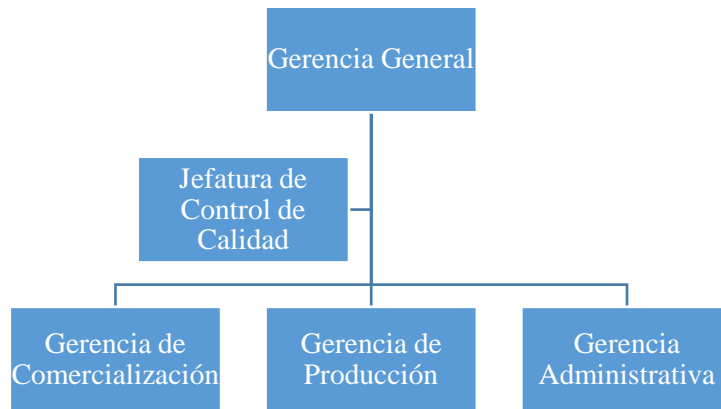 Gerencia General
Jefatura de
Control de
Calidad
Gerencia de
Comercialización
Gerencia de
Producción
Gerencia
Administrativa